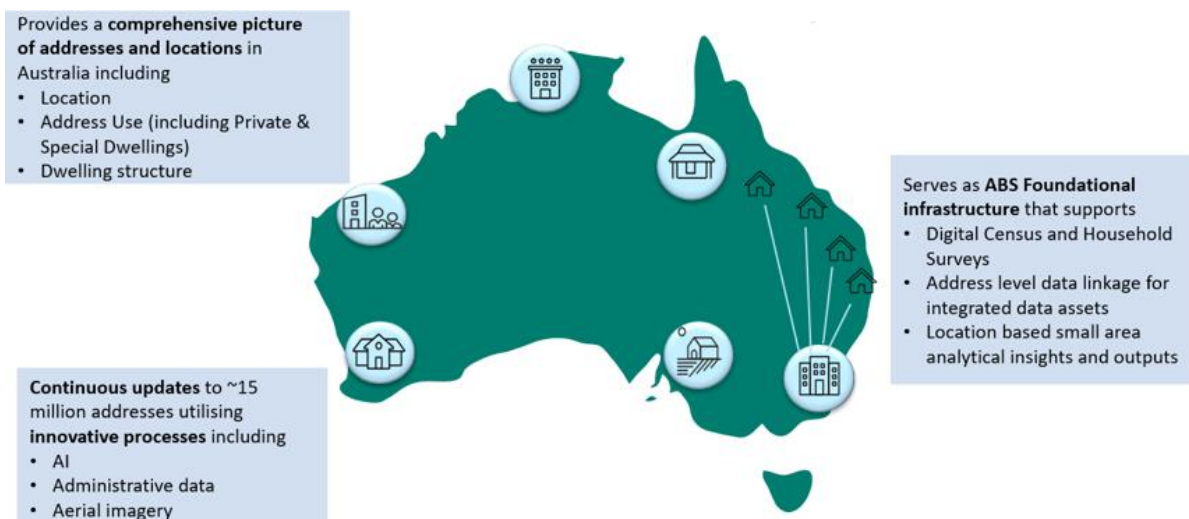 Provides a comprehensive picture
of addresses and locations in
Australia including
• Location
• Address Use (including Private &
Special Dwellings)
• Dwelling structure
Serves as ABS Foundational
infrastructure that supports
• Digital Census and Household
Surveys
• Address level data linkage for
integrated data assets
• Location based small area
analytical insights and outputs
Continuous updates to ~15
million addresses utilising
innovative processes including
• AI
• Administrative data
• Aerial imagery